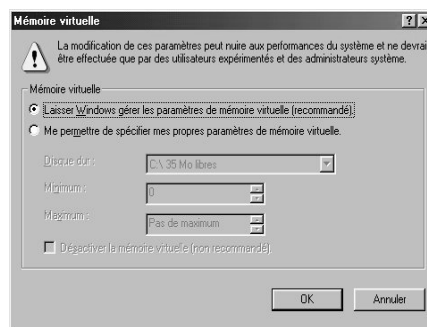 Mémoire virtuelle
La modification de ces paramètres peut nuire aux performances du système et ne devrai
être effectuée que par des utilisateurs expérimentés et des administrateurs système.
Mémoire virtuelle
Laisser Windows gérer les paramètres de mémoire virtuelle (recommandé).
Me permettre de spécifier mes propres paramètres de mémoire virtuelle.
Disque dur :
C:\ 35 Mo libres
Minimum :
0
Maximum :
Pas de maximum
Désactiver la mémoire virtuelle (non recommandé).
OK
Annuler